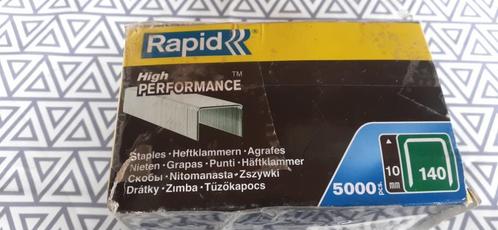 Rapid
High ™
PERFORMANCE
Staples · Heftklammern · Agrafes
Nieten · Grapas · Punti · Häftklammer
Скобы · Nitomanasta · Zszywki
Drátky · Zımba · Tűzőkapcs
5000 pcs.
10 mm
140